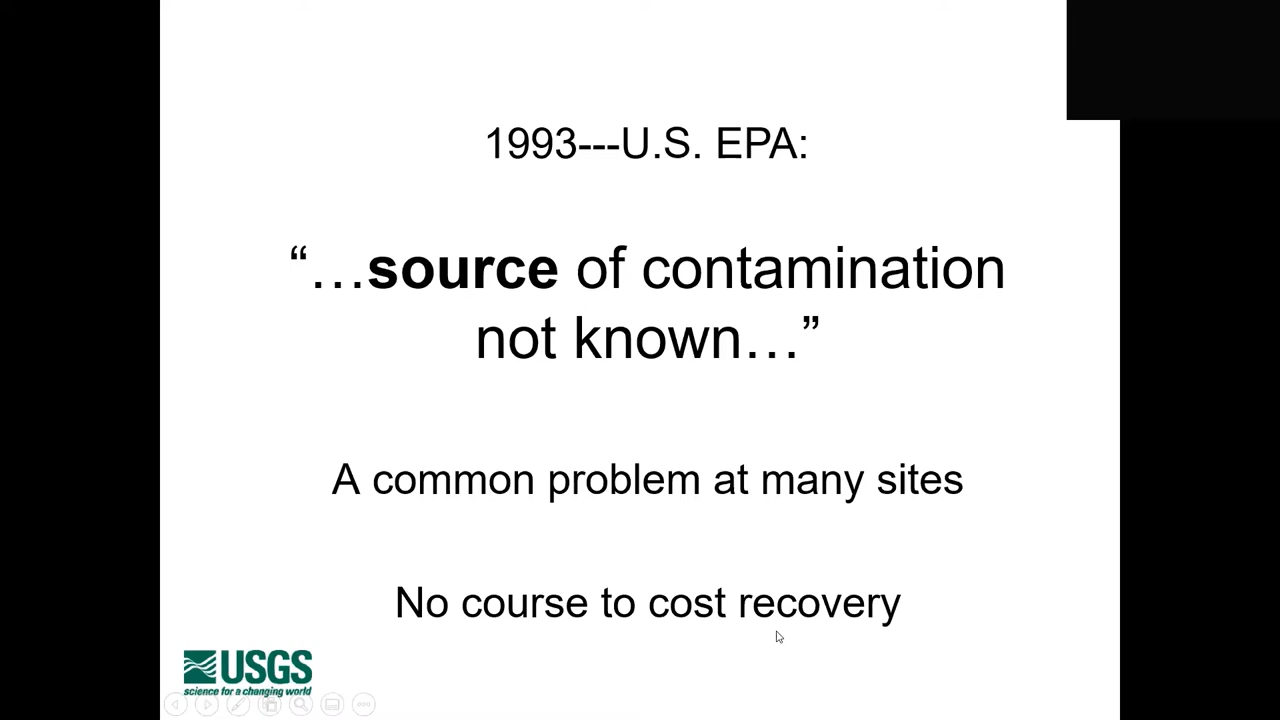 1993---U.S. EPA:
“…source of contamination
not known…”
A common problem at many sites
No course to cost recovery
USGS
science for a changing world